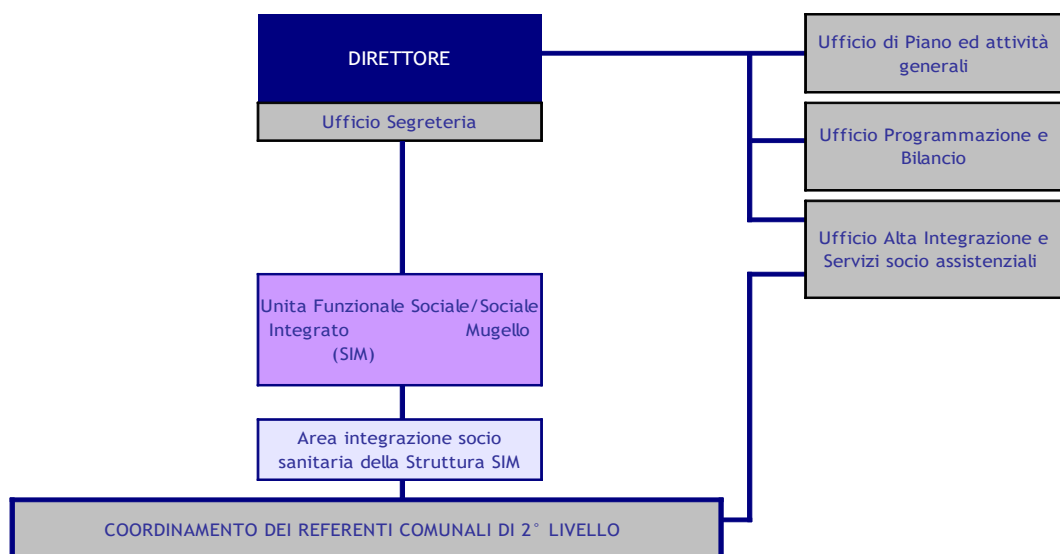 DIRETTORE
Ufficio Segreteria
Ufficio di Piano ed attività
generali
Ufficio Programmazione e
Bilancio
Ufficio Alta Integrazione e
Servizi socio assistenziali
Unita Funzionale Sociale/Sociale
Integrato Mugello
(SIM)
Area integrazione socio
sanitaria della Struttura SIM
COORDINAMENTO DEI REFERENTI COMUNALI DI 2° LIVELLO